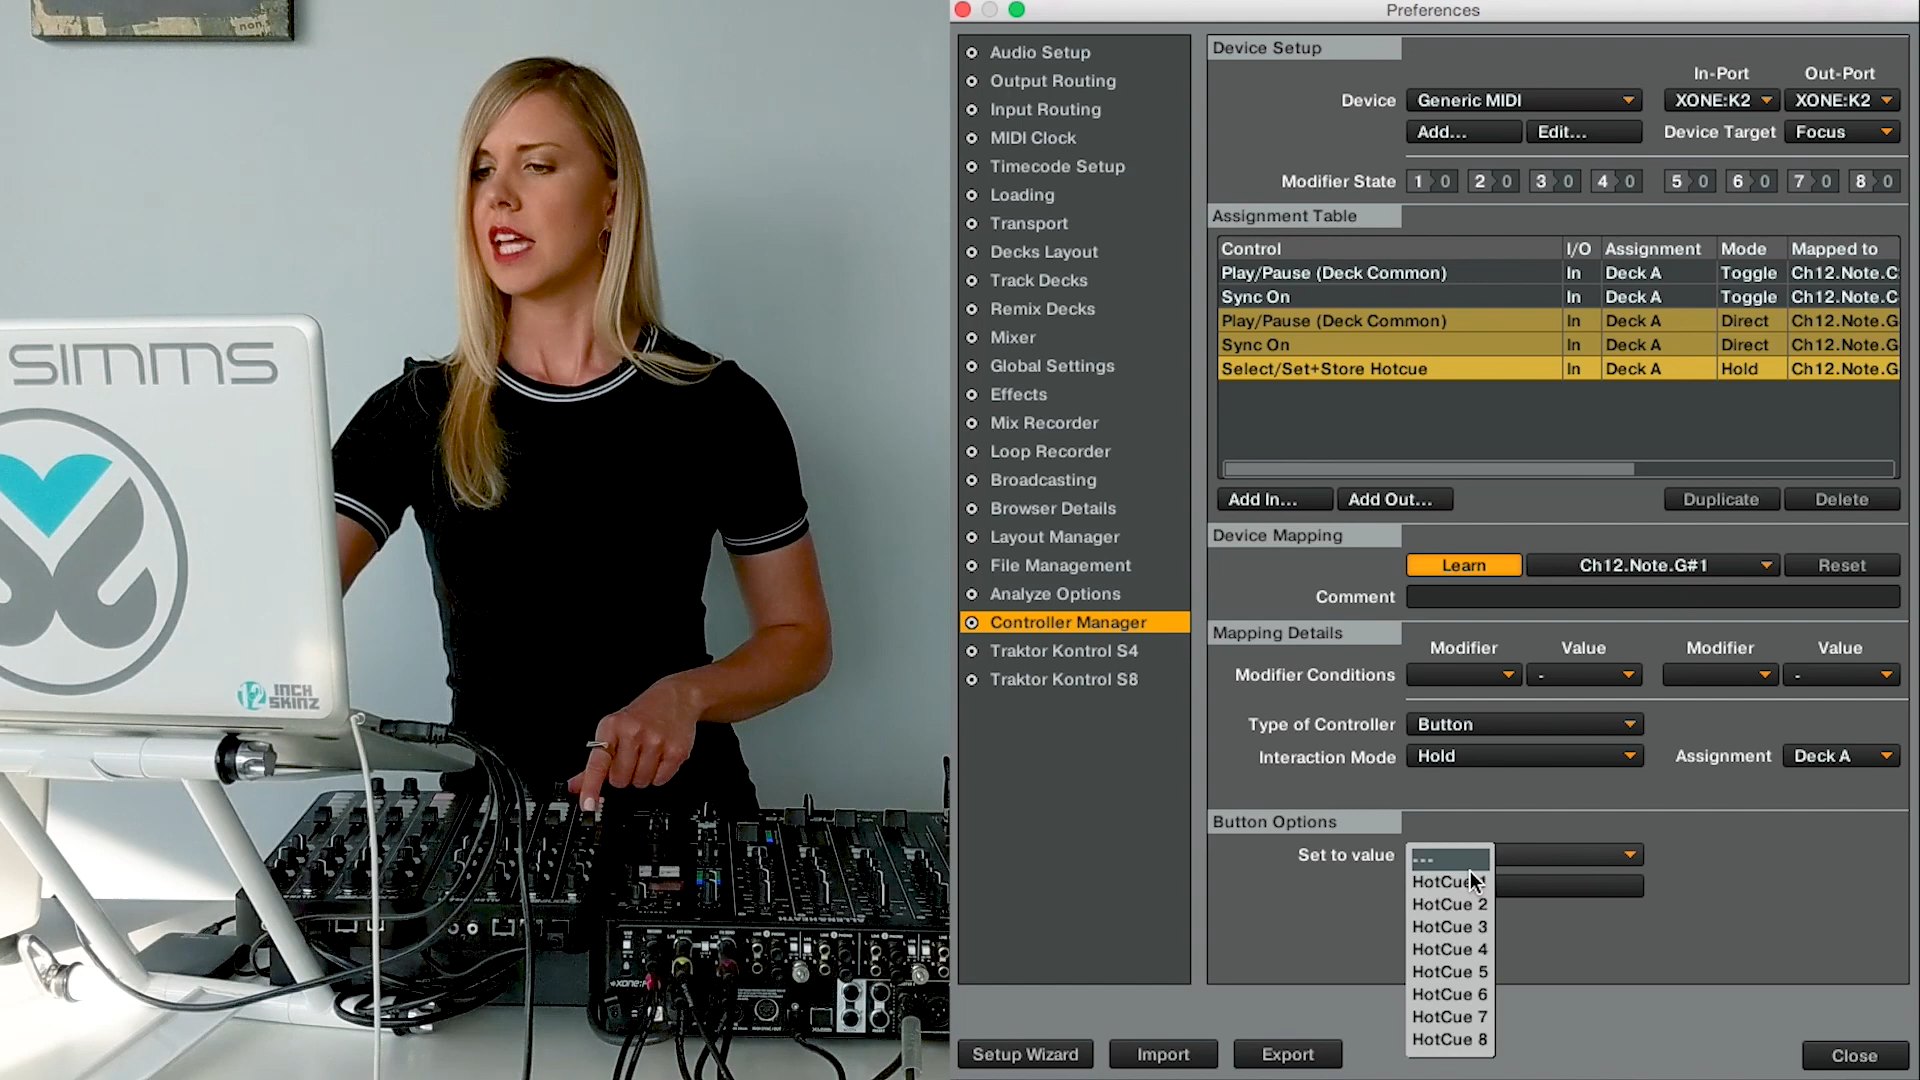 non
SIMMS
12 INCH
SKINZ
ALLEN&HEATH
XONE:K2
Preferences
Audio Setup
Output Routing
Input Routing
MIDI Clock
Timecode Setup
Loading
Transport
Decks Layout
Track Decks
Remix Decks
Mixer
Global Settings
Effects
Mix Recorder
Loop Recorder
Broadcasting
Browser Details
Layout Manager
File Management
Analyze Options
Controller Manager
Traktor Kontrol S4
Traktor Kontrol S8
Device Setup
In-Port Out-Port
Device Generic MIDI XONE:K2 XONE:K2
Add... Edit... Device Target Focus
Modifier State 1 0 2 0 3 0 4 0 5 0 6 0 7 0 8 0
Assignment Table
Control I/O Assignment Mode Mapped to
Play/Pause (Deck Common) In Deck A Toggle Ch12.Note.C
Sync On In Deck A Toggle Ch12.Note.C
Play/Pause (Deck Common) In Deck A Direct Ch12.Note.G
Sync On In Deck A Direct Ch12.Note.G
Select/Set+Store Hotcue In Deck A Hold Ch12.Note.G
Add In... Add Out... Duplicate Delete
Device Mapping
Learn Ch12.Note.G#1 Reset
Comment
Mapping Details
Modifier Value Modifier Value
Modifier Conditions - -
Type of Controller Button
Interaction Mode Hold Assignment Deck A
Button Options
Set to value ---
HotCue 1
HotCue 2
HotCue 3
HotCue 4
HotCue 5
HotCue 6
HotCue 7
HotCue 8
Setup Wizard Import Export Close